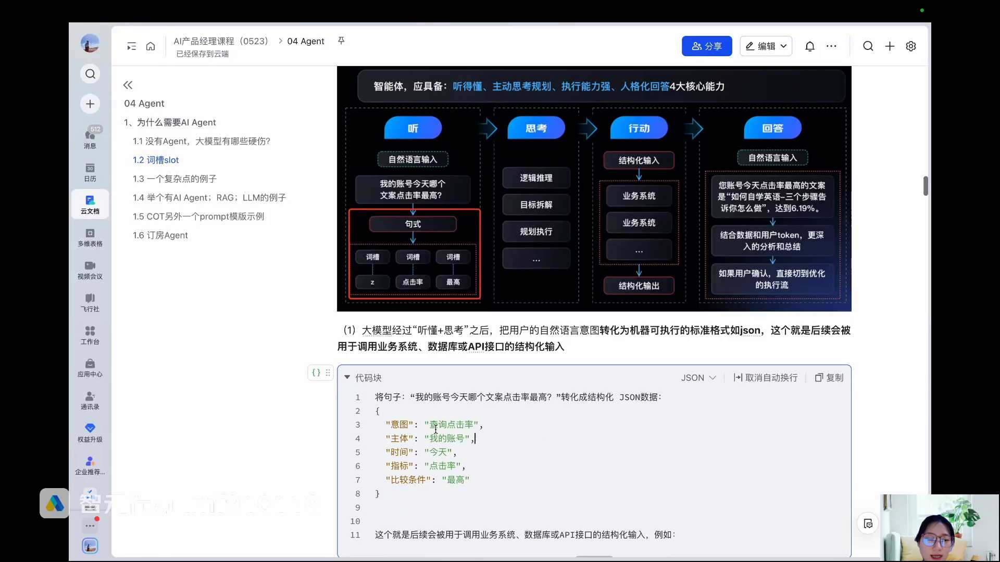 AI产品经理课程（0523）
04 Agent
已经保存到云端
分享
编辑
512
消息
30
日历
云文档
多维表格
视频会议
飞行社
工作台
应用中心
通讯录
权益升级
企业推荐...
04 Agent
1、为什么需要AI Agent
1.1 没有Agent，大模型有哪些硬伤？
1.2 词槽slot
1.3 一个复杂点的例子
1.4 举个有AI Agent；RAG；LLM的例子
1.5 COT另外一个prompt模版示例
1.6 订房Agent
智能体，应具备：听得懂、主动思考规划、执行能力强、人格化回答4大核心能力
听
自然语言输入
我的账号今天哪个
文案点击率最高？
句式
词槽 词槽 词槽
z 点击率 最高
思考
逻辑推理
目标拆解
规划执行
...
行动
结构化输入
业务系统
业务系统
...
结构化输出
回答
自然语言输入
您账号今天点击率最高的文案
是“如何自学英语-三个步骤告
诉你怎么做”，达到6.19%。
结合数据和用户token，更深
入的分析和总结
如果用户确认，直接切到优化
的执行流
（1）大模型经过“听懂+思考”之后，把用户的自然语言意图转化为机器可执行的标准格式如json，这个就是后续会被
用于调用业务系统、数据库或API接口的结构化输入
代码块
JSON
取消自动换行
复制
1 将句子：“我的账号今天哪个文案点击率最高？”转化成结构化 JSON数据：
2 {
3 "意图": "查询点击率",
4 "主体": "我的账号",
5 "时间": "今天",
6 "指标": "点击率",
7 "比较条件": "最高"
8 }
9
10
11 这个就是后续会被用于调用业务系统、数据库或API接口的结构化输入，例如：